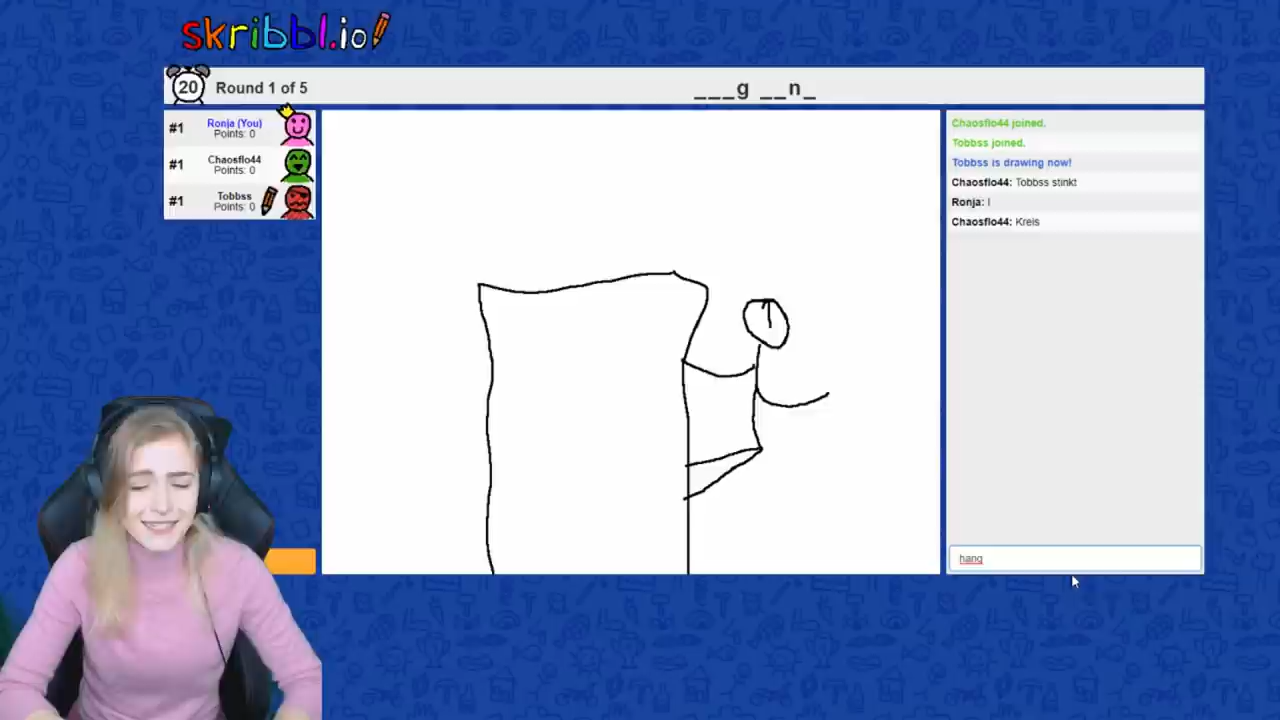 skribbl.io
20
Round 1 of 5
___g __n_
#1
Ronja (You)
Points: 0
#1
Chaosflo44
Points: 0
#1
Tobbss
Points: 0
Chaosflo44 joined.
Tobbss joined.
Tobbss is drawing now!
Chaosflo44: Tobbss stinkt
Ronja: l
Chaosflo44: Kreis
hang